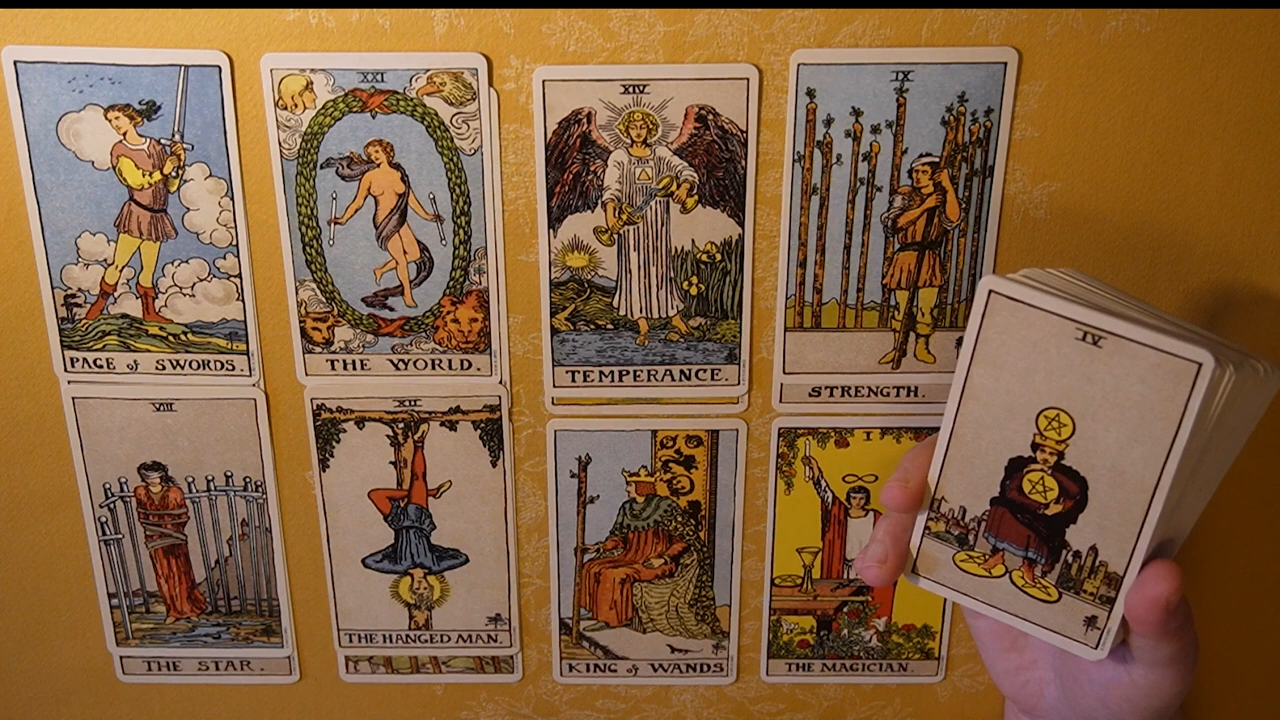 PAGE of SWORDS.
XXI
THE WORLD.
XIV
TEMPERANCE.
IX
STRENGTH.
IV
VIII
THE STAR.
XII
THE HANGED MAN.
KING of WANDS
I
THE MAGICIAN.